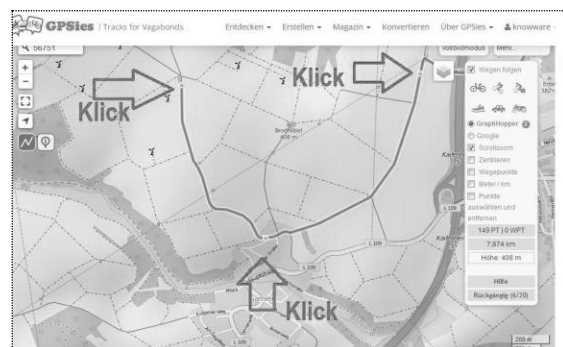 GPSies | Tracks for Vagabonds
Entdecken
Erstellen
Magazin
Konvertieren
Über GPSies
knowware
56751
Vollbildmodus
Mehr...
Klick
Klick
Klick
Wegen folgen
GraphHopper
Google
Scrollzoom
Zentrieren
Wegepunkte
Meter / km
Punkte
auswählen und
entfernen
149 PT | 0 WPT
7,874 km
Höhe: 408 m
Hilfe
Rückgängig (6/20)
408 m
L 109
L 109
L 109
200 m